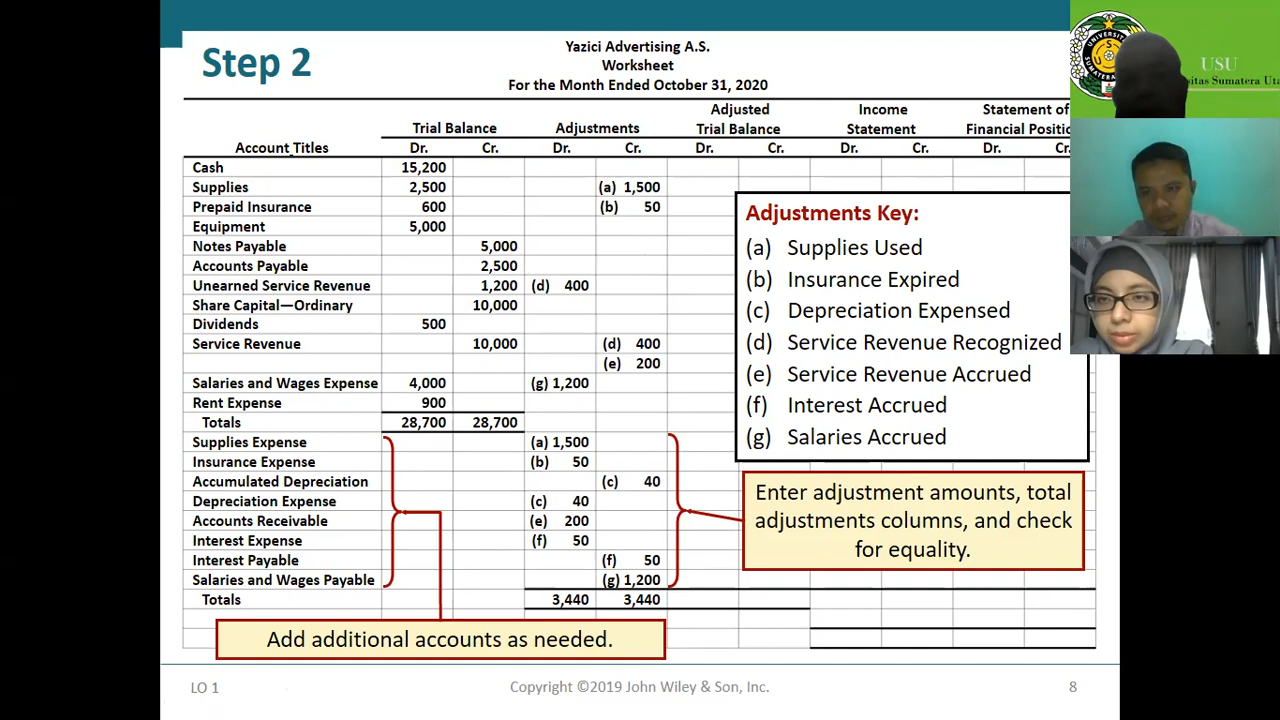 Step 2
Yazici Advertising A.S.
Worksheet
For the Month Ended October 31, 2020
Adjusted Income Statement of
Trial Balance Adjustments Trial Balance Statement Financial Positio
Account Titles Dr. Cr. Dr. Cr. Dr. Cr. Dr. Cr. Dr. Cr.
Cash 15,200
Supplies 2,500 (a) 1,500
Prepaid Insurance 600 (b) 50
Equipment 5,000
Notes Payable 5,000
Accounts Payable 2,500
Unearned Service Revenue 1,200 (d) 400
Share Capital—Ordinary 10,000
Dividends 500
Service Revenue 10,000 (d) 400
(e) 200
Salaries and Wages Expense 4,000 (g) 1,200
Rent Expense 900
Totals 28,700 28,700
Supplies Expense (a) 1,500
Insurance Expense (b) 50
Accumulated Depreciation (c) 40
Depreciation Expense (c) 40
Accounts Receivable (e) 200
Interest Expense (f) 50
Interest Payable (f) 50
Salaries and Wages Payable (g) 1,200
Totals 3,440 3,440
Adjustments Key:
(a) Supplies Used
(b) Insurance Expired
(c) Depreciation Expensed
(d) Service Revenue Recognized
(e) Service Revenue Accrued
(f) Interest Accrued
(g) Salaries Accrued
Enter adjustment amounts, total
adjustments columns, and check
for equality.
Add additional accounts as needed.
LO 1
Copyright ©2019 John Wiley & Son, Inc.
8
USU
sitas Sumatera Uta